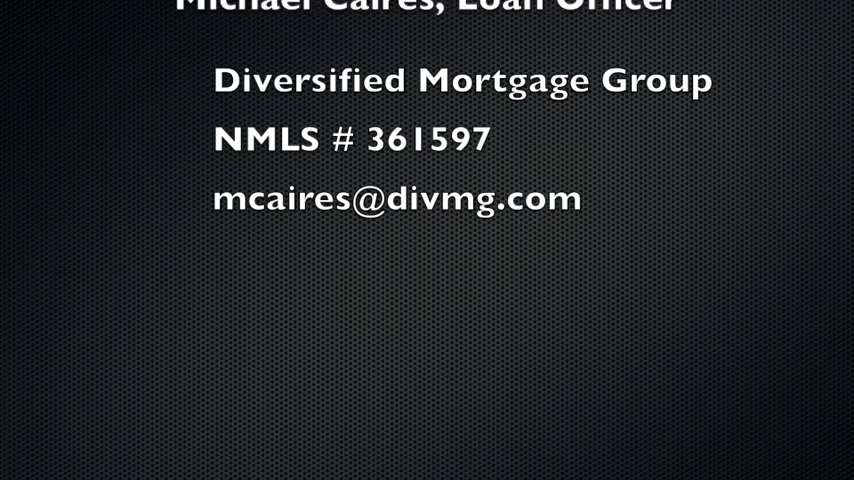 Michael Caires, Loan Officer
Diversified Mortgage Group
NMLS # 361597
mcaires@divmg.com